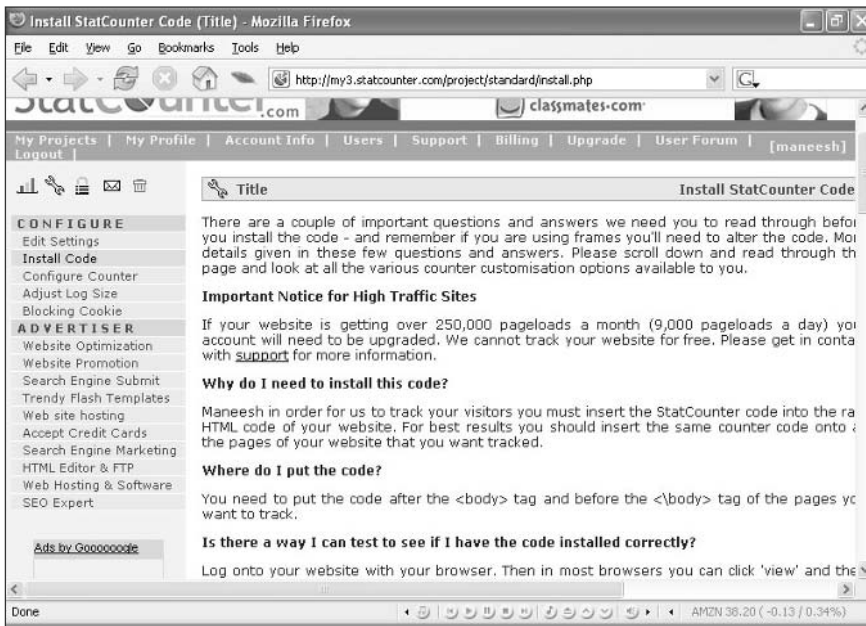 Install StatCounter Code (Title) - Mozilla Firefox
File Edit View Go Bookmarks Tools Help
http://my3.statcounter.com/project/standard/install.php
StatCounter.com
classmates.com
My Projects | My Profile | Account Info | Users | Support | Billing | Upgrade | User Forum |
Logout |
[maneesh]
CONFIGURE
Edit Settings
Install Code
Configure Counter
Adjust Log Size
Blocking Cookie
ADVERTISER
Website Optimization
Website Promotion
Search Engine Submit
Trendy Flash Templates
Web site hosting
Accept Credit Cards
Search Engine Marketing
HTML Editor & FTP
Web Hosting & Software
SEO Expert
Ads by Goooooogle
Title Install StatCounter Code
There are a couple of important questions and answers we need you to read through befor
you install the code - and remember if you are using frames you'll need to alter the code. Mor
details given in these few questions and answers. Please scroll down and read through th
page and look at all the various counter customisation options available to you.
Important Notice for High Traffic Sites
If your website is getting over 250,000 pageloads a month (9,000 pageloads a day) you
account will need to be upgraded. We cannot track your website for free. Please get in conta
with support for more information.
Why do I need to install this code?
Maneesh in order for us to track your visitors you must insert the StatCounter code into the ra
HTML code of your website. For best results you should insert the same counter code onto a
the pages of your website that you want tracked.
Where do I put the code?
You need to put the code after the <body> tag and before the <\body> tag of the pages yo
want to track.
Is there a way I can test to see if I have the code installed correctly?
Log onto your website with your browser. Then in most browsers you can click 'view' and the
Done
AMZN 38.20 ( -0.13 / 0.34%)